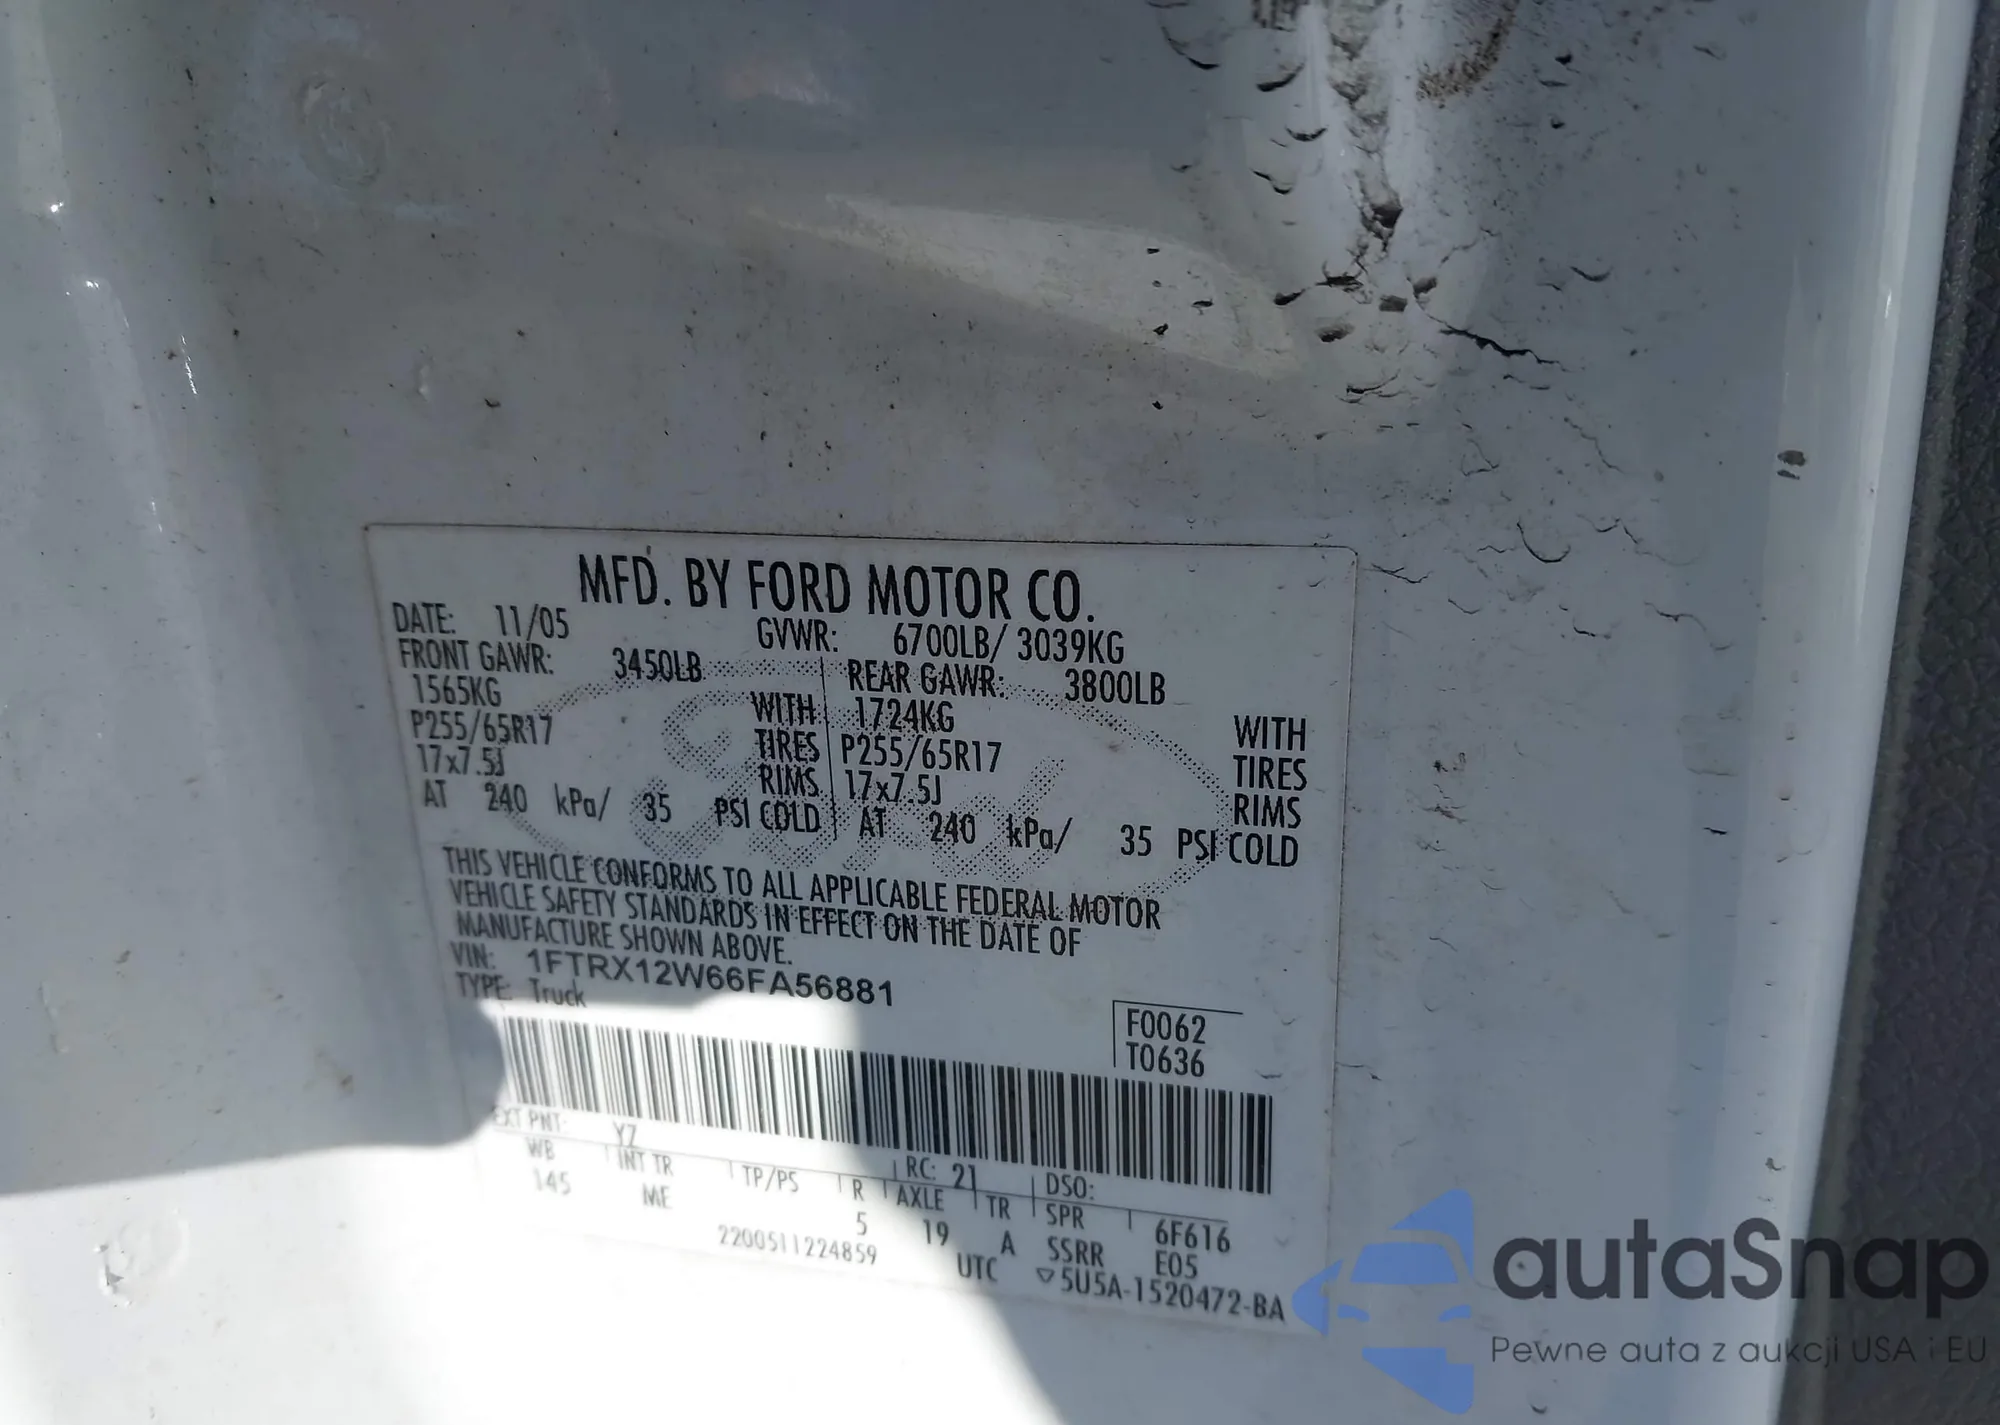 MFD. BY FORD MOTOR CO.
DATE: 11/05 GVWR: 6700LB/ 3039KG
FRONT GAWR: 3450LB REAR GAWR: 3800LB
1565KG WITH 1724KG WITH
P255/65R17 TIRES P255/65R17 TIRES
17x7.5J RIMS 17x7.5J RIMS
AT 240 kPa/ 35 PSI COLD AT 240 kPa/ 35 PSI COLD
THIS VEHICLE CONFORMS TO ALL APPLICABLE FEDERAL MOTOR
VEHICLE SAFETY STANDARDS IN EFFECT ON THE DATE OF
MANUFACTURE SHOWN ABOVE.
VIN: 1FTRX12W66FA56881
TYPE: Truck
F0062
T0636
EXT PNT: YZ RC: 21 DSO:
WB INT TR TP/PS R AXLE TR SPR 6F616
145 ME 5 19 A SSRR E05
2200511224859 UTC ▽5U5A-1520472-BA
Ford
autaSnap
Pewne auta z aukcji USA i EU